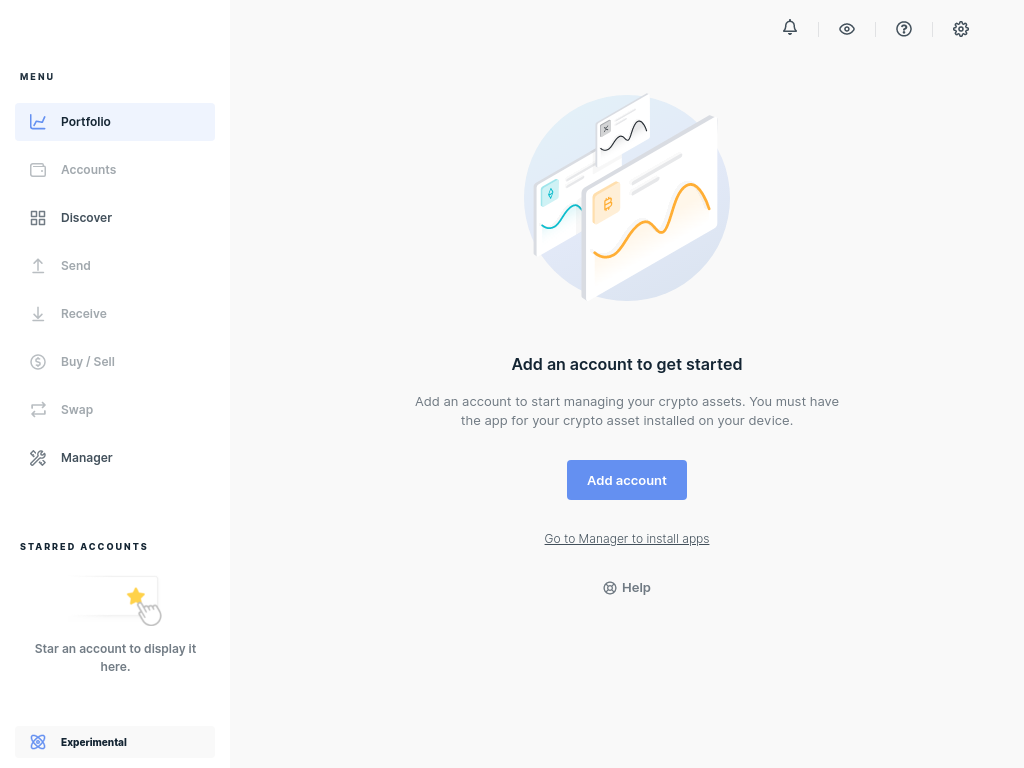 MENU
Portfolio
Accounts
Discover
Send
Receive
Buy / Sell
Swap
Manager
STARRED ACCOUNTS
Star an account to display it
here.
Experimental
Add an account to get started
Add an account to start managing your crypto assets. You must have
the app for your crypto asset installed on your device.
Add account
Go to Manager to install apps
Help